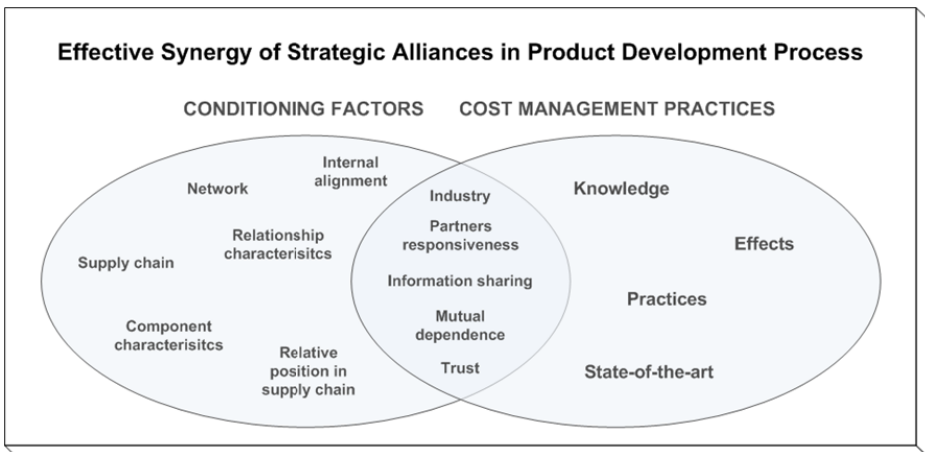 Effective Synergy of Strategic Alliances in Product Development Process
CONDITIONING FACTORS
COST MANAGEMENT PRACTICES
Internal
alignment
Network
Relationship
characterisitcs
Supply chain
Component
characterisitcs
Relative
position in
supply chain
Industry
Partners
responsiveness
Information sharing
Mutual
dependence
Trust
Knowledge
Effects
Practices
State-of-the-art